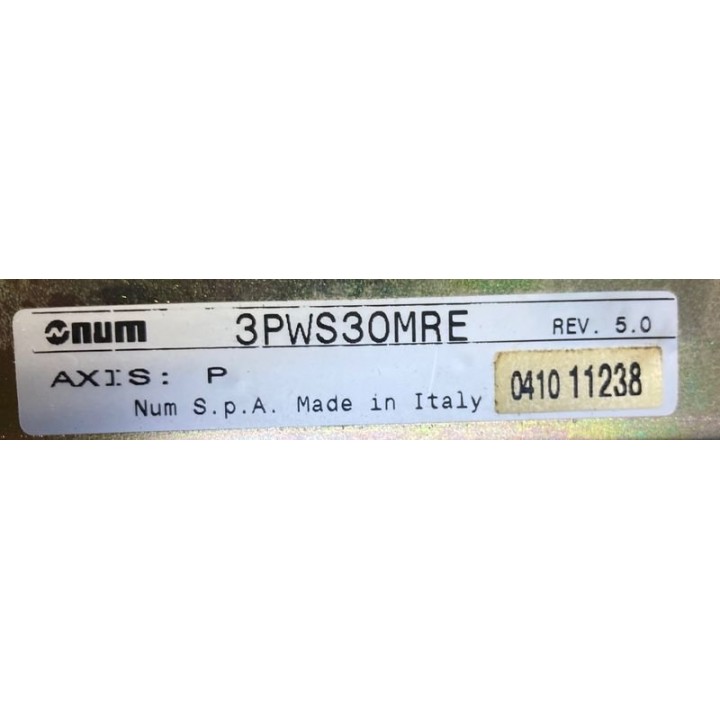 num 3PWS30MRE REV. 5.0
AXIS: P
Num S.p.A. Made in Italy
0410 11238